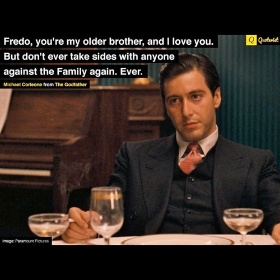 Fredo, you're my older brother, and I love you.
Quotevist
But don't ever take sides with anyone
against the Family again. Ever.
Michael Corleone from The Godfather
Image: Paramount Pictures